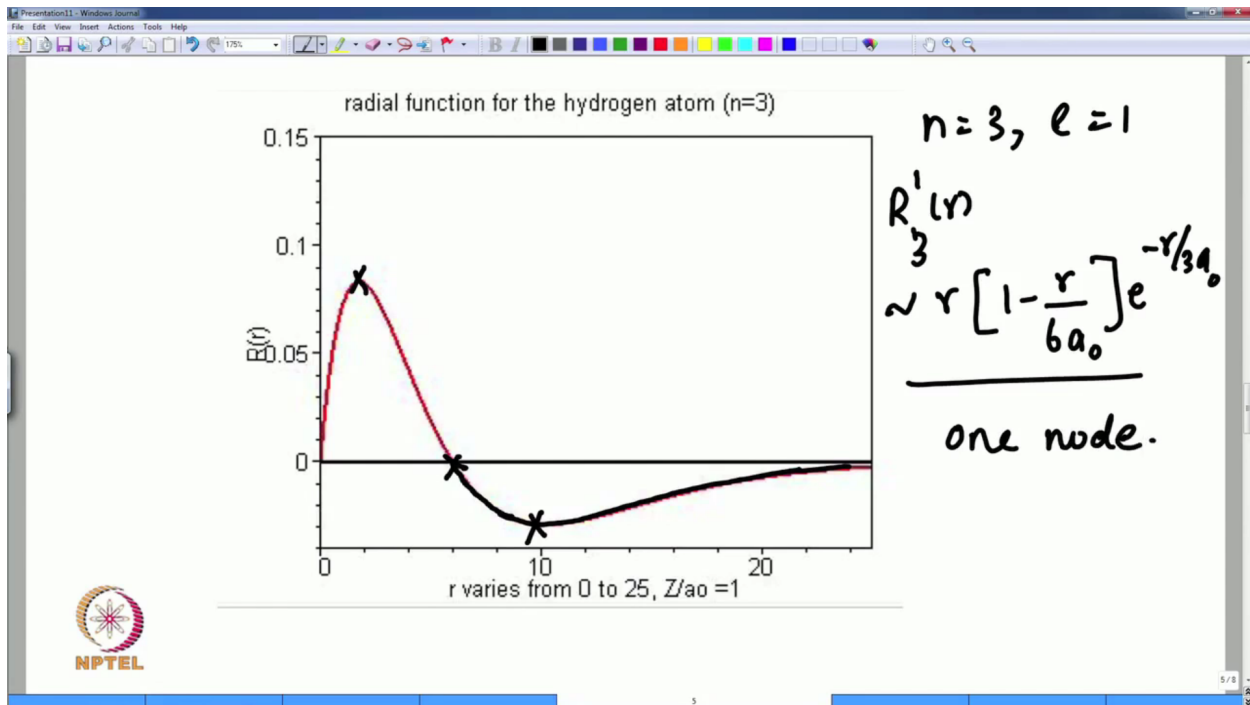 Presentation11 - Windows Journal
File Edit View Insert Actions Tools Help
175%
B I
radial function for the hydrogen atom (n=3)
0.15
0.1
0.05
0
R(r)
0 10 20
r varies from 0 to 25, Z/ao =1
n=3, l=1
R₃¹(r)
~ r[1-r/6a₀]e^-r/3a₀
one node.
NPTEL
5/8
5